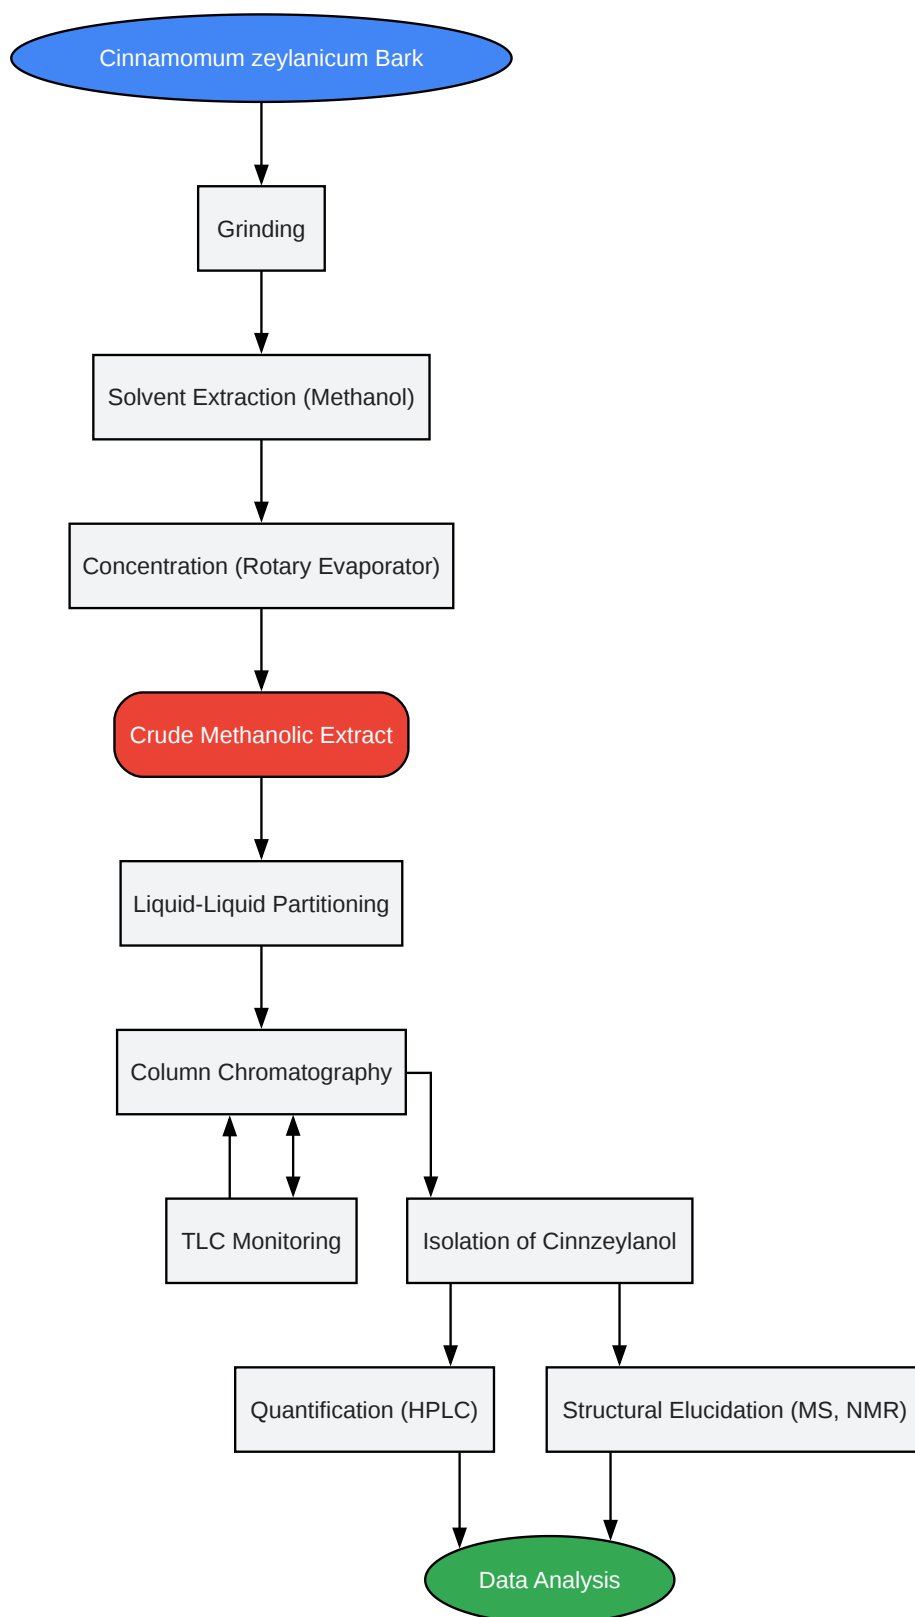 Cinnamomum zeylanicum Bark
Grinding
Solvent Extraction (Methanol)
Concentration (Rotary Evaporator)
Crude Methanolic Extract
Liquid-Liquid Partitioning
Column Chromatography
TLC Monitoring
Isolation of Cinnzeylanol
Quantification (HPLC)
Structural Elucidation (MS, NMR)
Data Analysis